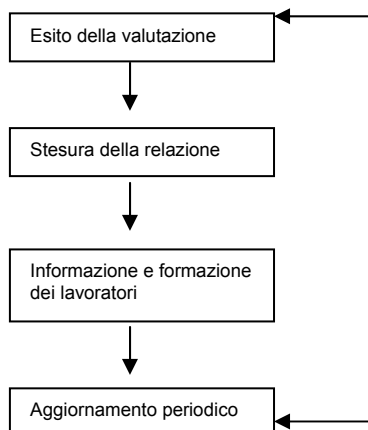 Esito della valutazione
Stesura della relazione
Informazione e formazione
dei lavoratori
Aggiornamento periodico